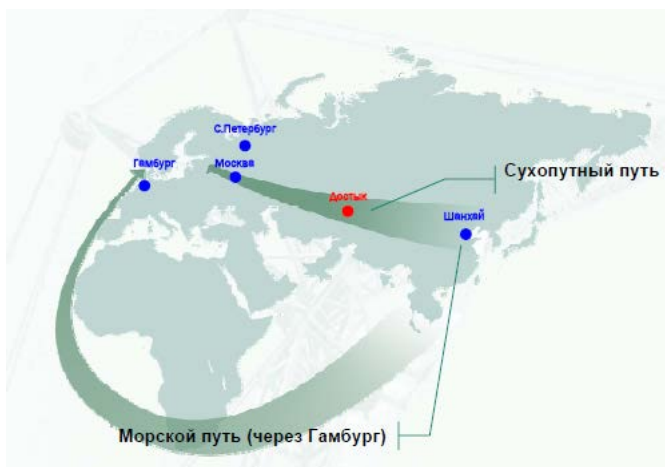 С.Петербург
Гамбург
Москва
Сухопутный путь
Достык
Шанхай
Морской путь (через Гамбург)